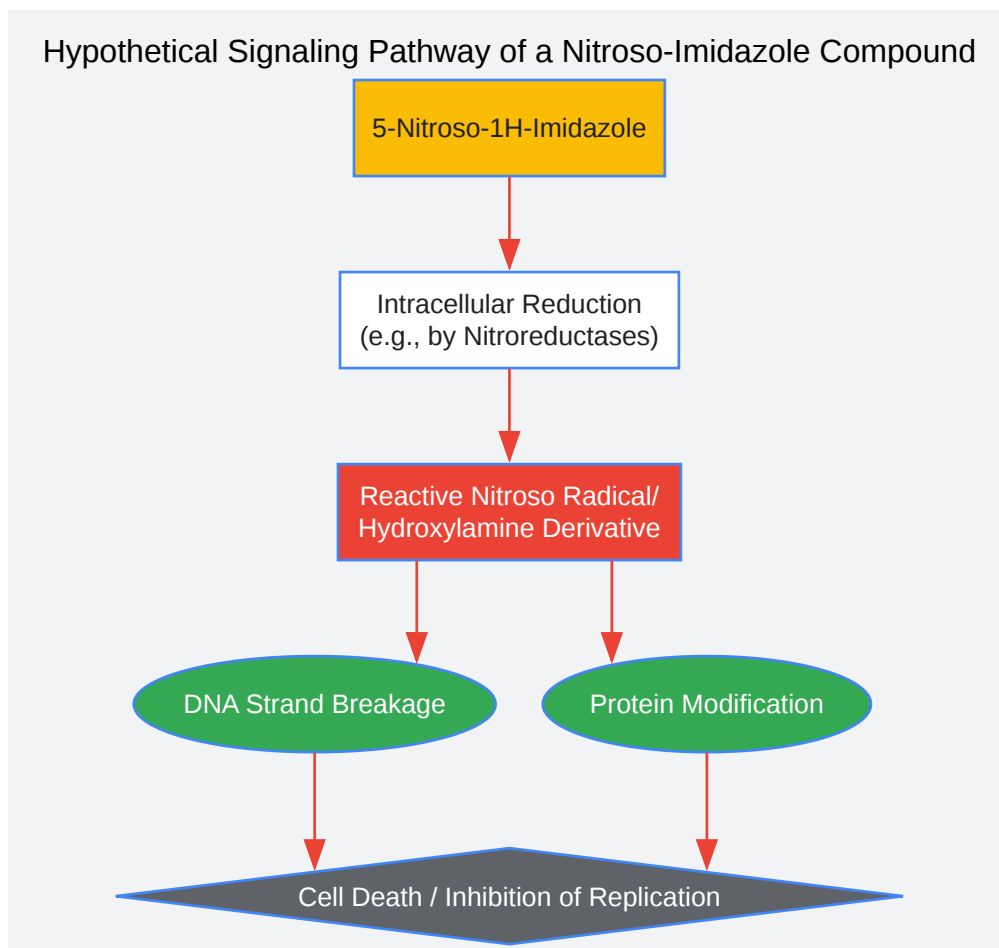 Hypothetical Signaling Pathway of a Nitroso-Imidazole Compound
5-Nitroso-1H-Imidazole
Intracellular Reduction
(e.g., by Nitroreductases)
Reactive Nitroso Radical/
Hydroxylamine Derivative
DNA Strand Breakage
Protein Modification
Cell Death / Inhibition of Replication